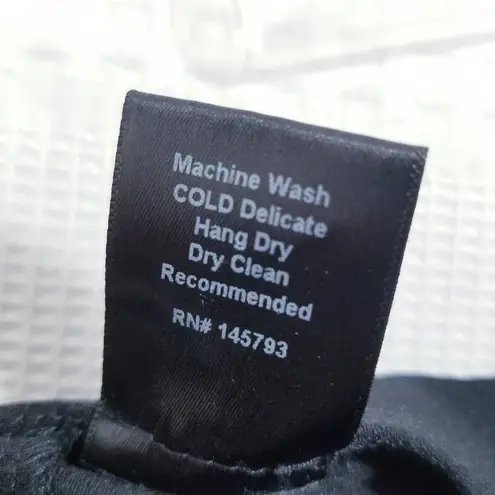 Machine Wash
COLD Delicate
Hang Dry
Dry Clean
Recommended
RN# 145793